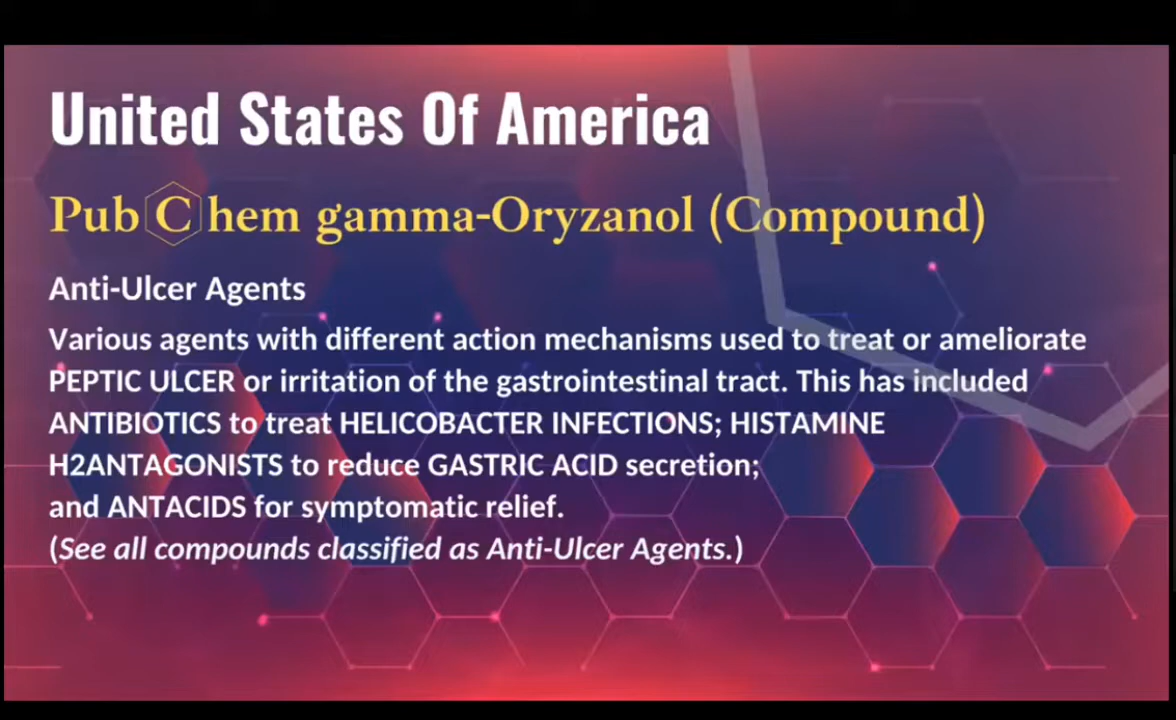 United States Of America
PubChem gamma-Oryzanol (Compound)
Anti-Ulcer Agents
Various agents with different action mechanisms used to treat or ameliorate
PEPTIC ULCER or irritation of the gastrointestinal tract. This has included
ANTIBIOTICS to treat HELICOBACTER INFECTIONS; HISTAMINE
H2ANTAGONISTS to reduce GASTRIC ACID secretion;
and ANTACIDS for symptomatic relief.
(See all compounds classified as Anti-Ulcer Agents.)